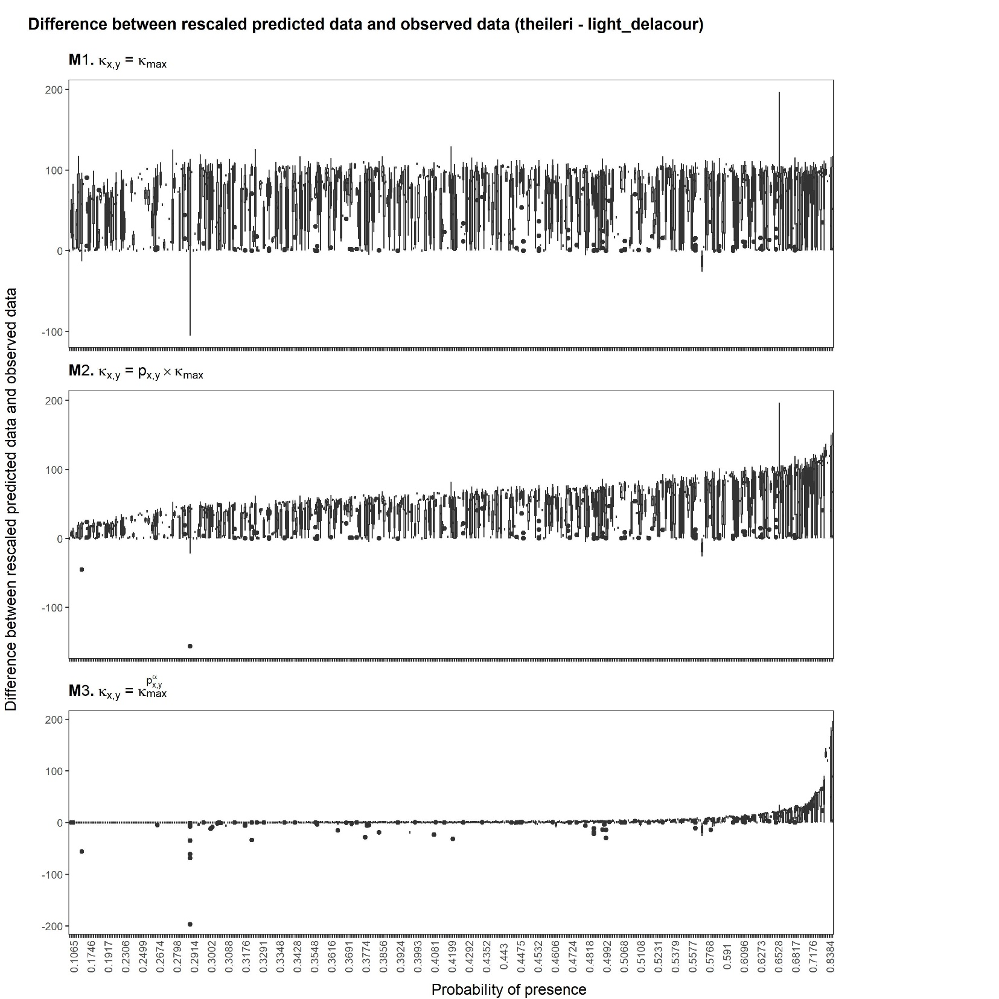 Difference between rescaled predicted data and observed data (theileri - light_delacour)
M1. κx,y = κmax
200
100
0
-100
M2. κx,y = px,y × κmax
200
100
0
-100
Difference between rescaled predicted data and observed data
M3. κx,y = κmax^(px,y^α)
200
100
0
-100
-200
0.1065 0.1746 0.1917 0.2306 0.2499 0.2674 0.2798 0.2914 0.3002 0.3088 0.3176 0.3291 0.3348 0.3428 0.3548 0.3616 0.3691 0.3774 0.3856 0.3924 0.3993 0.4081 0.4199 0.4292 0.4352 0.443 0.4475 0.4532 0.4606 0.4724 0.4818 0.4992 0.5068 0.5108 0.5231 0.5379 0.5577 0.5768 0.591 0.6096 0.6273 0.6528 0.6817 0.7176 0.8384
Probability of presence